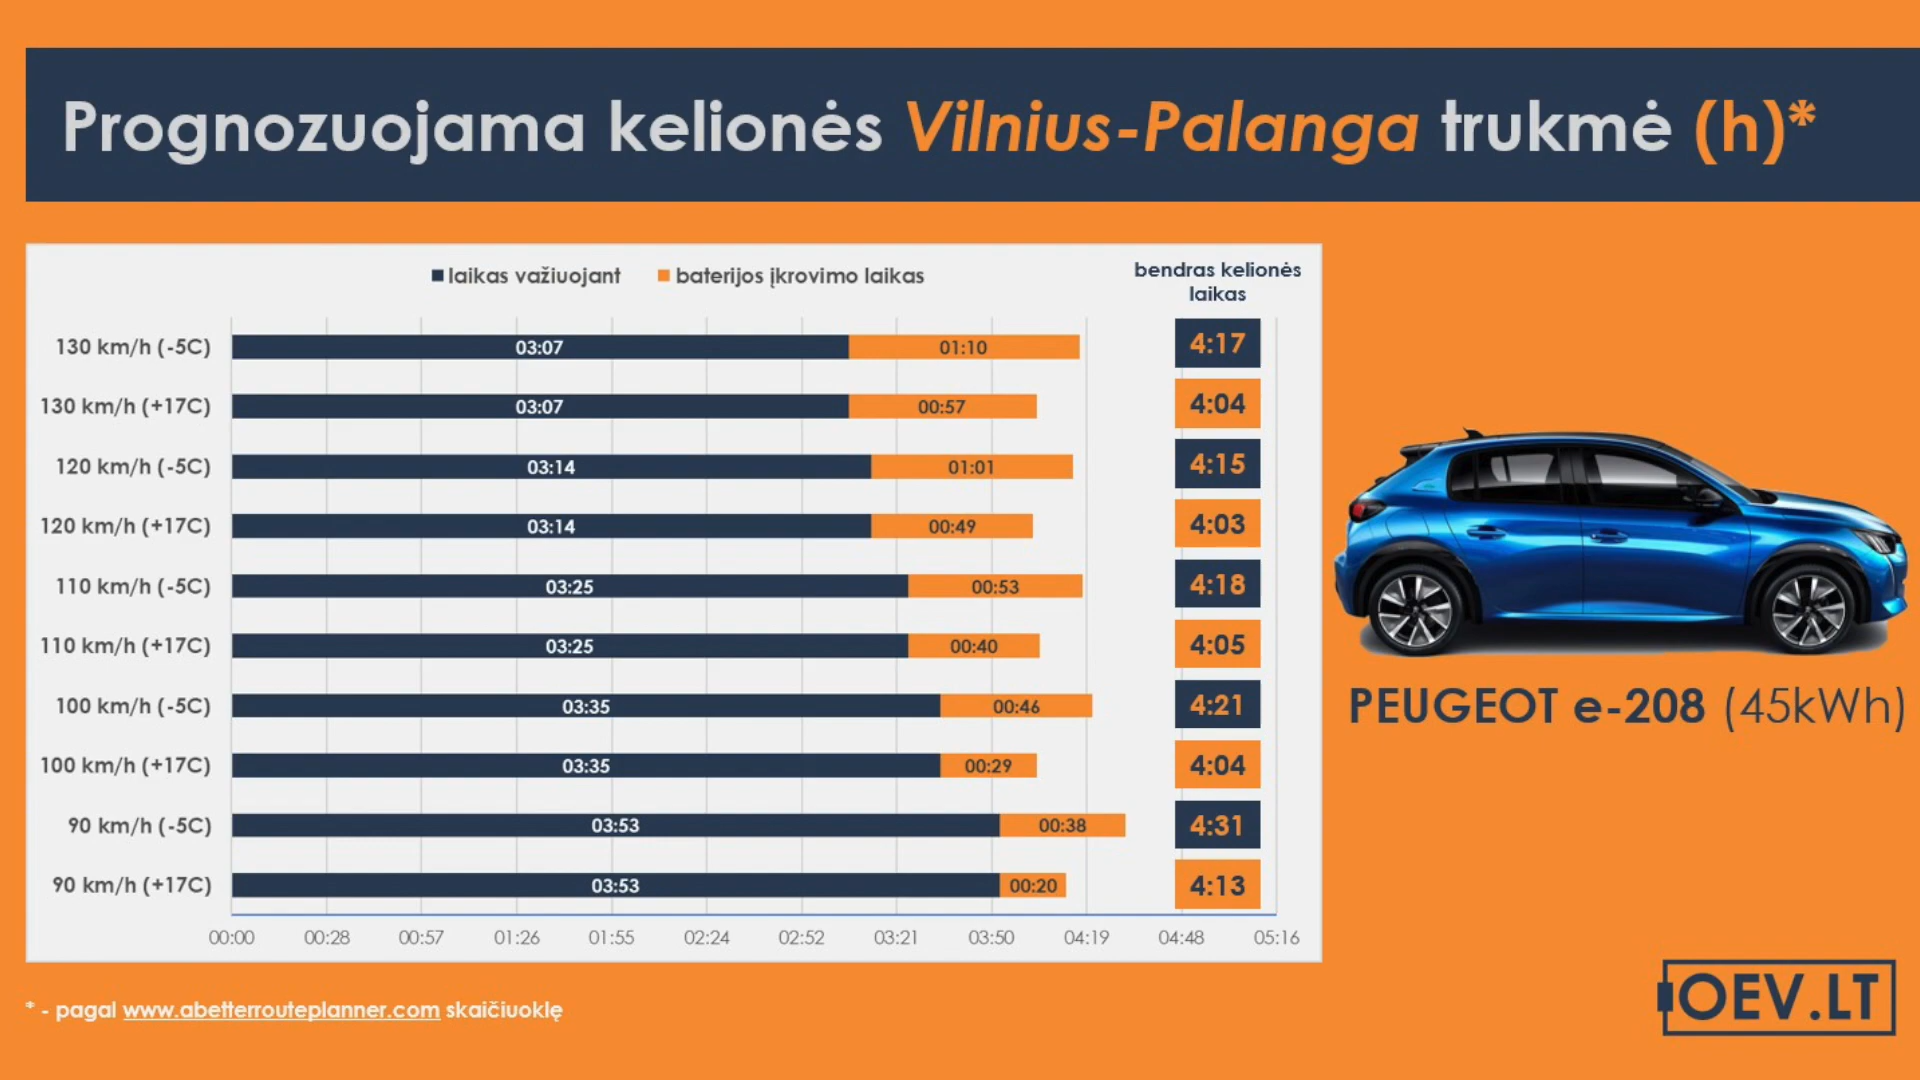 Prognozuojama kelionės Vilnius-Palanga trukmė (h)*
laikas važiuojant baterijos įkrovimo laikas
bendras kelionės
laikas
130 km/h (-5C) 03:07 01:10 4:17
130 km/h (+17C) 03:07 00:57 4:04
120 km/h (-5C) 03:14 01:01 4:15
120 km/h (+17C) 03:14 00:49 4:03
110 km/h (-5C) 03:25 00:53 4:18
110 km/h (+17C) 03:25 00:40 4:05
100 km/h (-5C) 03:35 00:46 4:21
100 km/h (+17C) 03:35 00:29 4:04
90 km/h (-5C) 03:53 00:38 4:31
90 km/h (+17C) 03:53 00:20 4:13
00:00 00:28 00:57 01:26 01:55 02:24 02:52 03:21 03:50 04:19 04:48 05:16
PEUGEOT e-208 (45kWh)
* - pagal www.abetterrouteplanner.com skaičiuoklę
OEV.LT